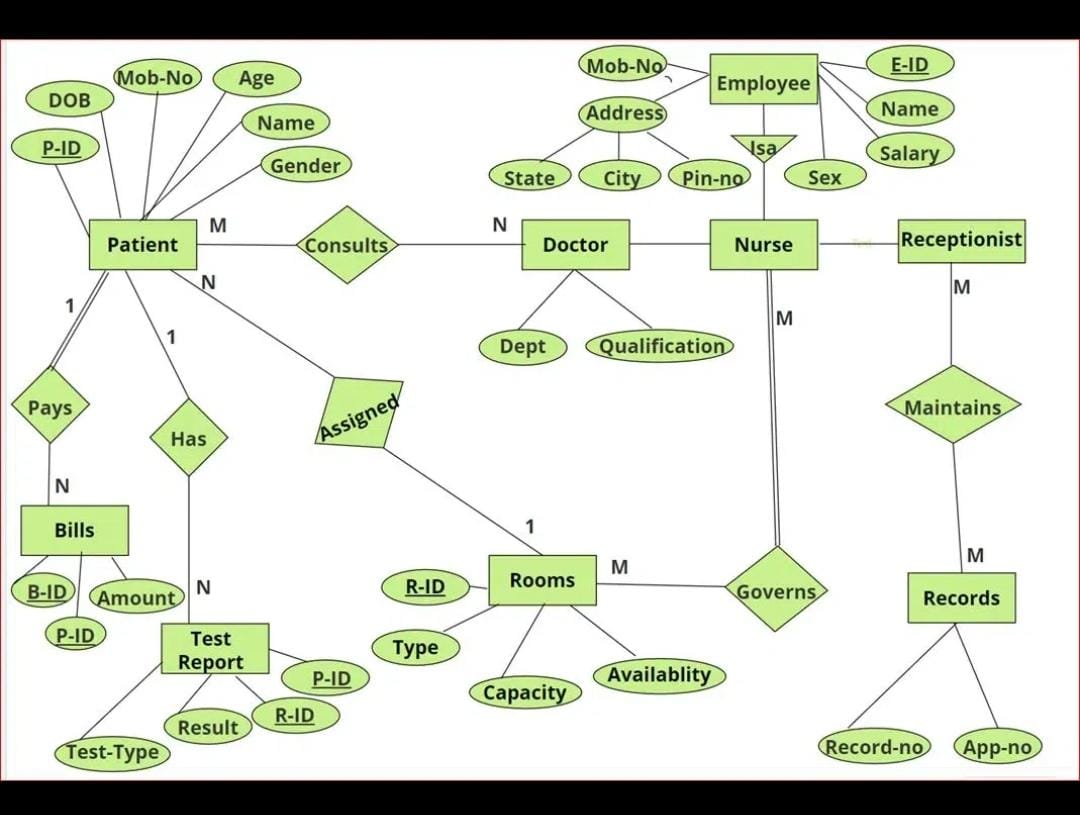 Mob-No
Age
DOB
Name
P-ID
Gender
Mob-No
Employee
E-ID
Address
Name
Isa
Salary
State
City
Pin-no
Sex
Patient
M
Consults
N
Doctor
Nurse
Receptionist
N
1
1
M
M
Dept
Qualification
Pays
Has
Assigned
Maintains
N
1
M
M
Bills
Rooms
Records
B-ID
Amount
P-ID
N
R-ID
Governs
Type
Capacity
Availablity
Test
Report
P-ID
R-ID
Result
Test-Type
Record-no
App-no